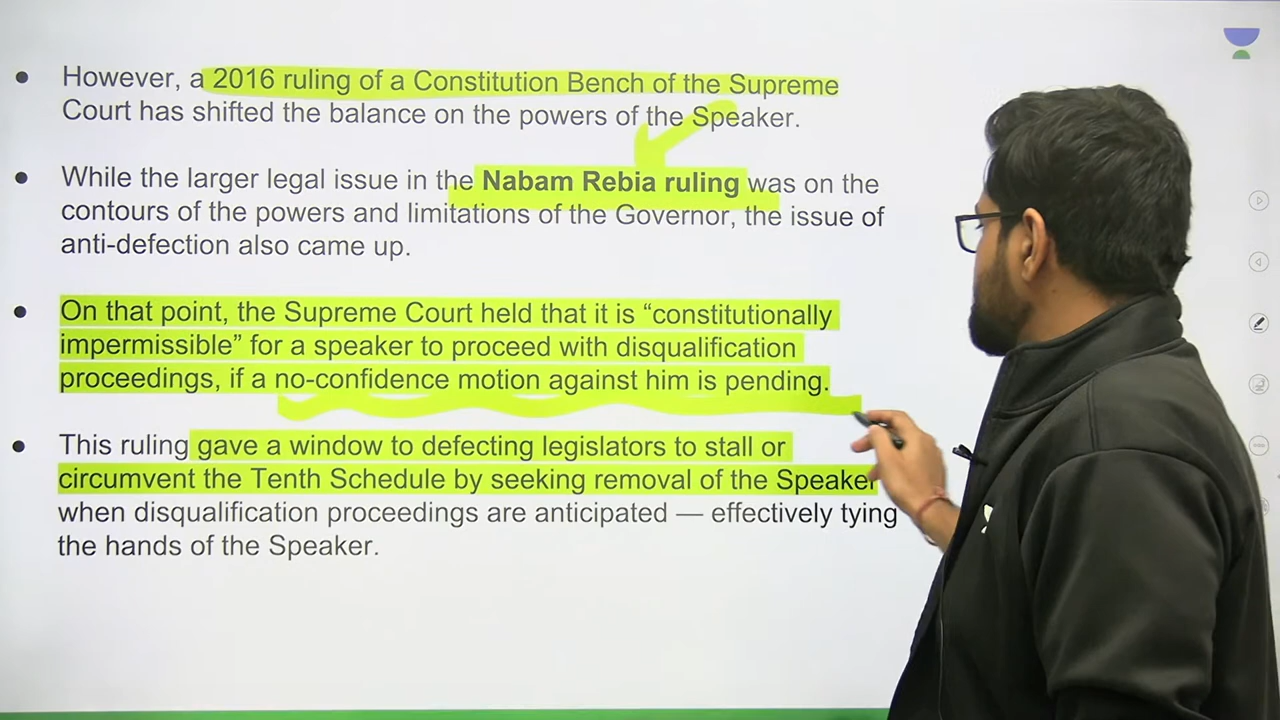 However, a 2016 ruling of a Constitution Bench of the Supreme
Court has shifted the balance on the powers of the Speaker.
While the larger legal issue in the Nabam Rebia ruling was on the
contours of the powers and limitations of the Governor, the issue of
anti-defection also came up.
On that point, the Supreme Court held that it is “constitutionally
impermissible” for a speaker to proceed with disqualification
proceedings, if a no-confidence motion against him is pending.
This ruling gave a window to defecting legislators to stall or
circumvent the Tenth Schedule by seeking removal of the Speaker
when disqualification proceedings are anticipated — effectively tying
the hands of the Speaker.